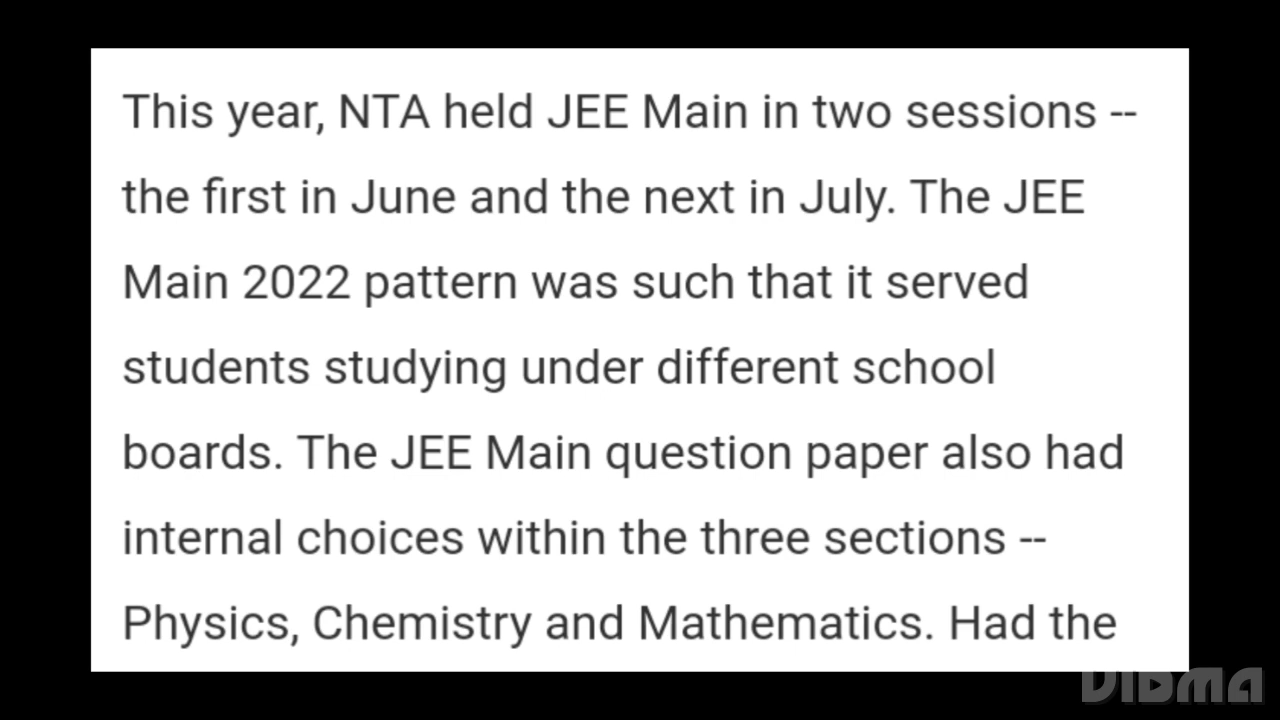 This year, NTA held JEE Main in two sessions --
the first in June and the next in July. The JEE
Main 2022 pattern was such that it served
students studying under different school
boards. The JEE Main question paper also had
internal choices within the three sections --
Physics, Chemistry and Mathematics. Had the